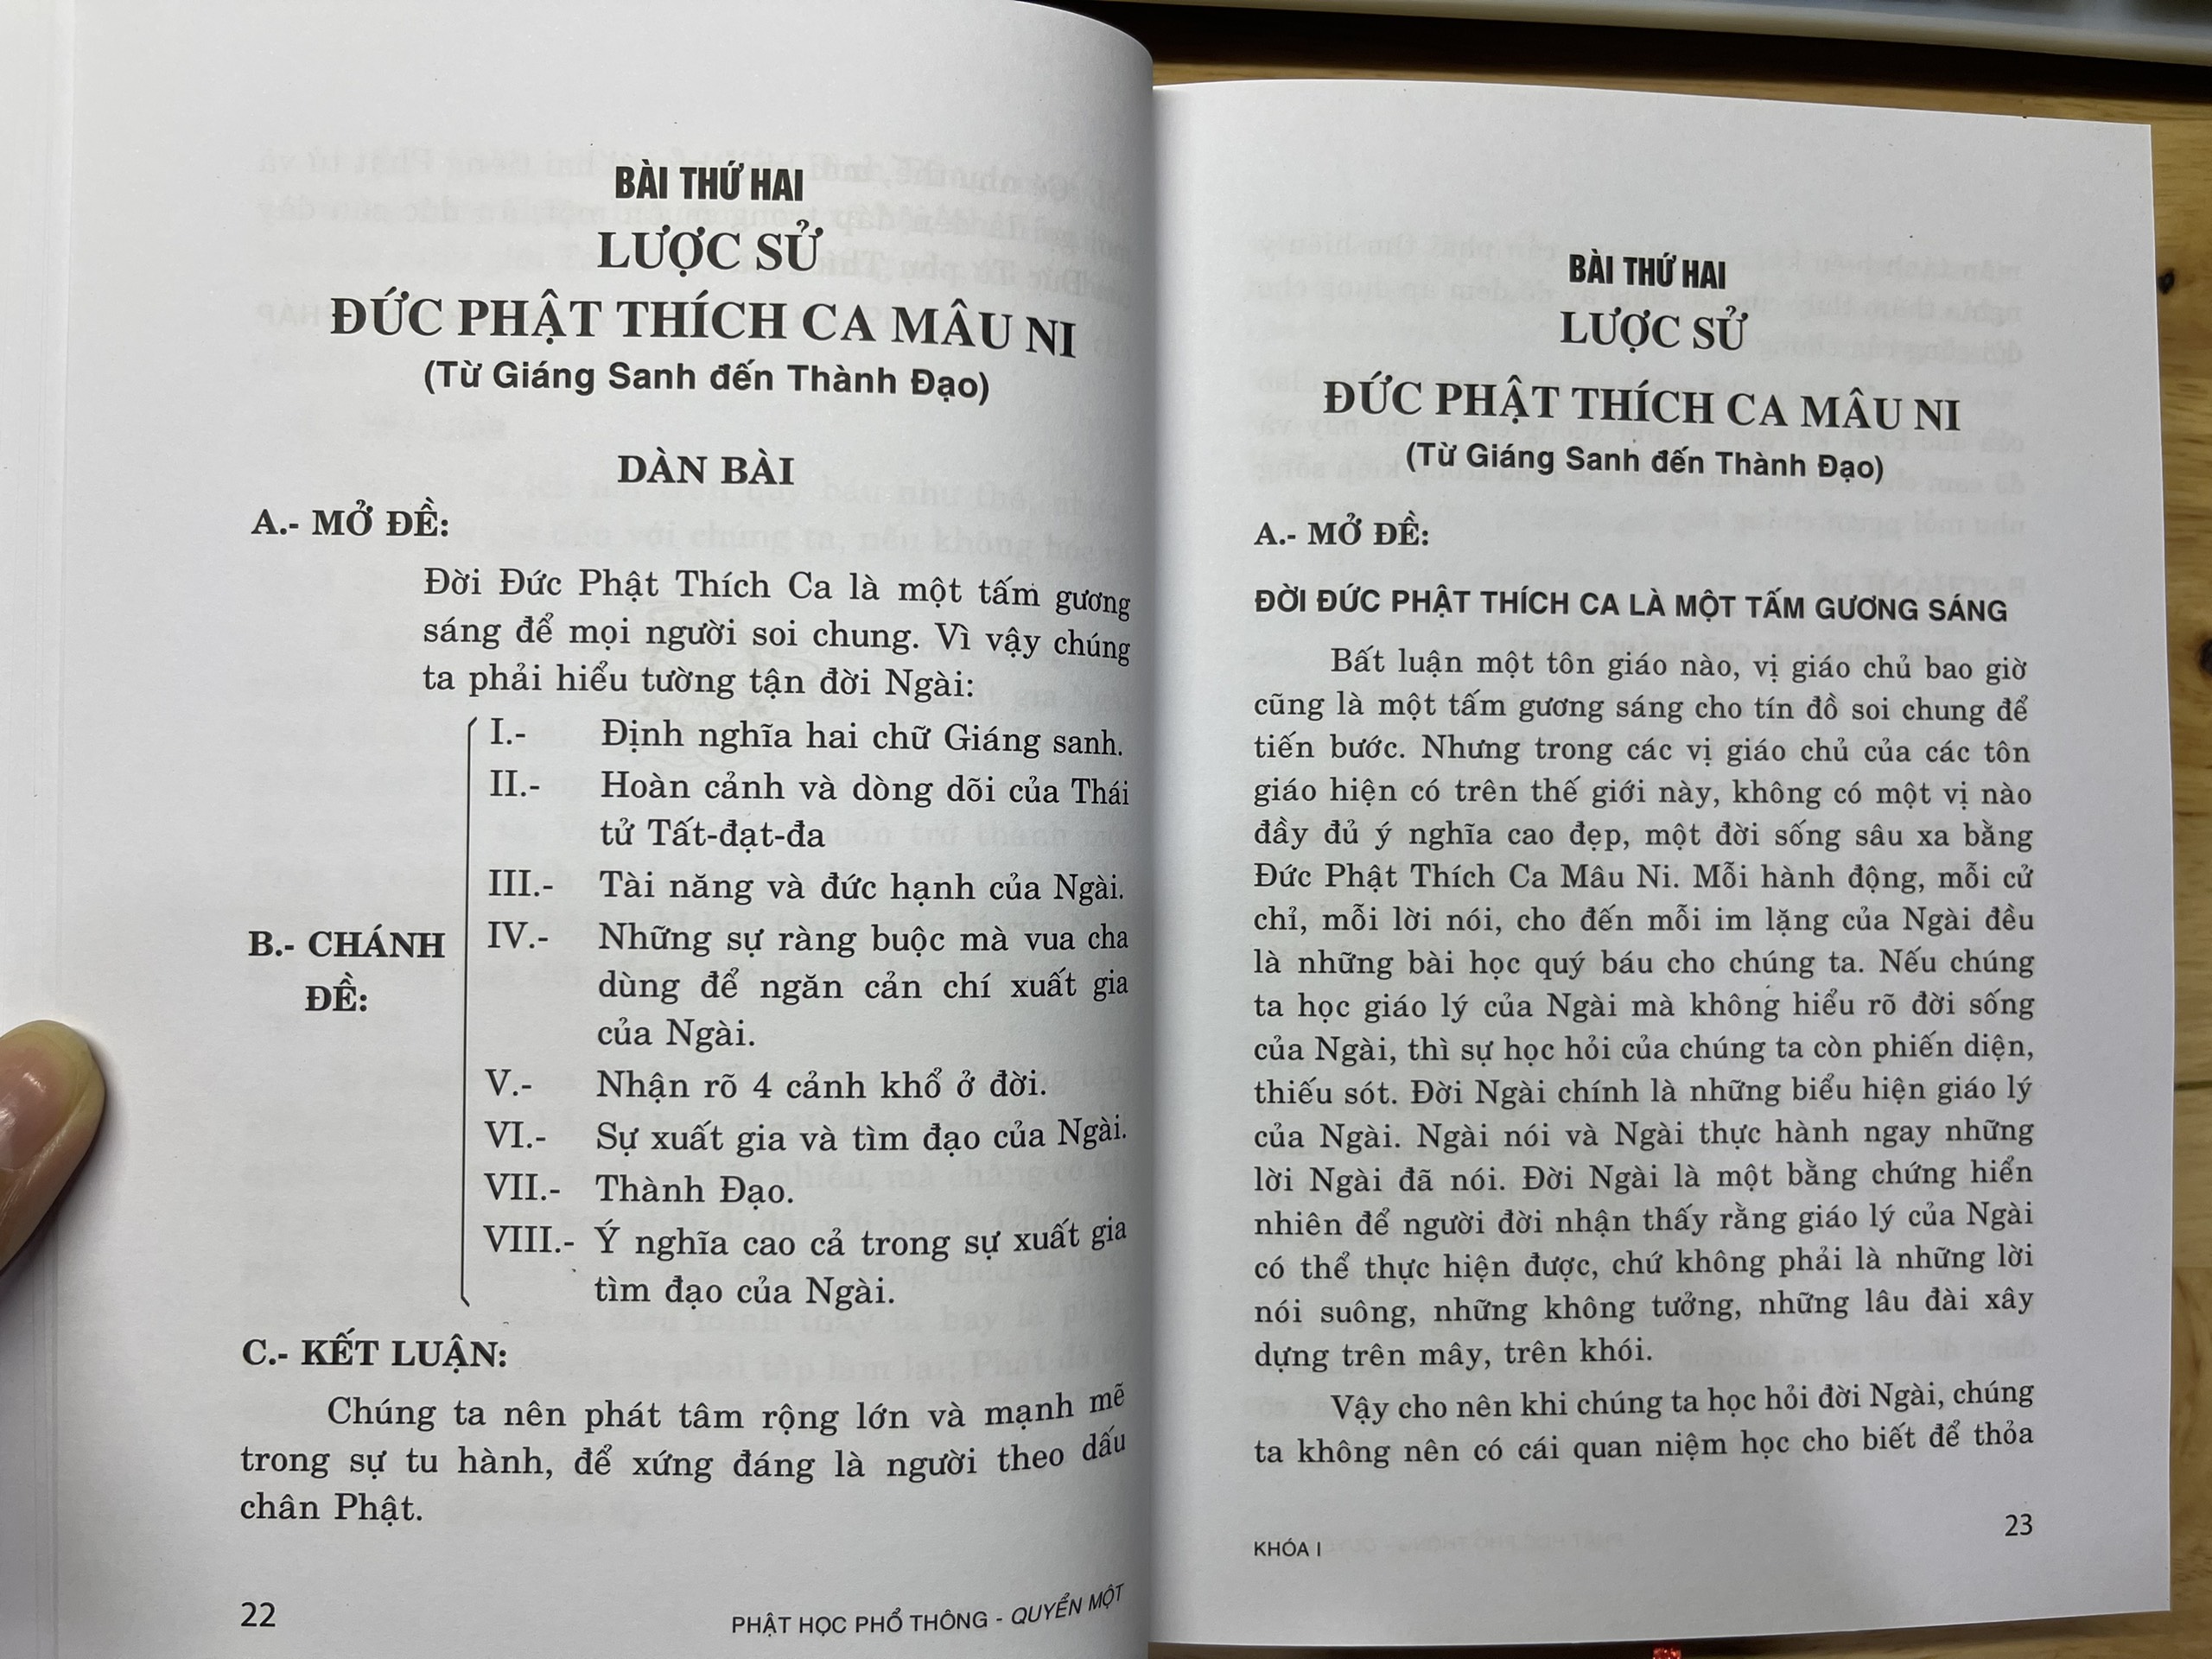 BÀI THỨ HAI
LƯỢC SỬ
ĐỨC PHẬT THÍCH CA MÂU NI
(Từ Giáng Sanh đến Thành Đạo)
DÀN BÀI
A.- MỞ ĐỀ:
Đời Đức Phật Thích Ca là một tấm gương
sáng để mọi người soi chung. Vì vậy chúng
ta phải hiểu tường tận đời Ngài:
B.- CHÁNH
ĐỀ:
I.- Định nghĩa hai chữ Giáng sanh.
II.- Hoàn cảnh và dòng dõi của Thái
tử Tất-đạt-đa
III.- Tài năng và đức hạnh của Ngài.
IV.- Những sự ràng buộc mà vua cha
dùng để ngăn cản chí xuất gia
của Ngài.
V.- Nhận rõ 4 cảnh khổ ở đời.
VI.- Sự xuất gia và tìm đạo của Ngài.
VII.- Thành Đạo.
VIII.- Ý nghĩa cao cả trong sự xuất gia
tìm đạo của Ngài.
C.- KẾT LUẬN:
Chúng ta nên phát tâm rộng lớn và mạnh mẽ
trong sự tu hành, để xứng đáng là người theo dấu
chân Phật.
22 PHẬT HỌC PHỔ THÔNG - QUYỂN MỘT
BÀI THỨ HAI
LƯỢC SỬ
ĐỨC PHẬT THÍCH CA MÂU NI
(Từ Giáng Sanh đến Thành Đạo)
A.- MỞ ĐỀ:
ĐỜI ĐỨC PHẬT THÍCH CA LÀ MỘT TẤM GƯƠNG SÁNG
Bất luận một tôn giáo nào, vị giáo chủ bao giờ
cũng là một tấm gương sáng cho tín đồ soi chung để
tiến bước. Nhưng trong các vị giáo chủ của các tôn
giáo hiện có trên thế giới này, không có một vị nào
đầy đủ ý nghĩa cao đẹp, một đời sống sâu xa bằng
Đức Phật Thích Ca Mâu Ni. Mỗi hành động, mỗi cử
chỉ, mỗi lời nói, cho đến mỗi im lặng của Ngài đều
là những bài học quý báu cho chúng ta. Nếu chúng
ta học giáo lý của Ngài mà không hiểu rõ đời sống
của Ngài, thì sự học hỏi của chúng ta còn phiến diện,
thiếu sót. Đời Ngài chính là những biểu hiện giáo lý
của Ngài. Ngài nói và Ngài thực hành ngay những
lời Ngài đã nói. Đời Ngài là một bằng chứng hiển
nhiên để người đời nhận thấy rằng giáo lý của Ngài
có thể thực hiện được, chứ không phải là những lời
nói suông, những không tưởng, những lâu đài xây
dựng trên mây, trên khói.
Vậy cho nên khi chúng ta học hỏi đời Ngài, chúng
ta không nên có cái quan niệm học cho biết để thỏa
KHÓA I 23